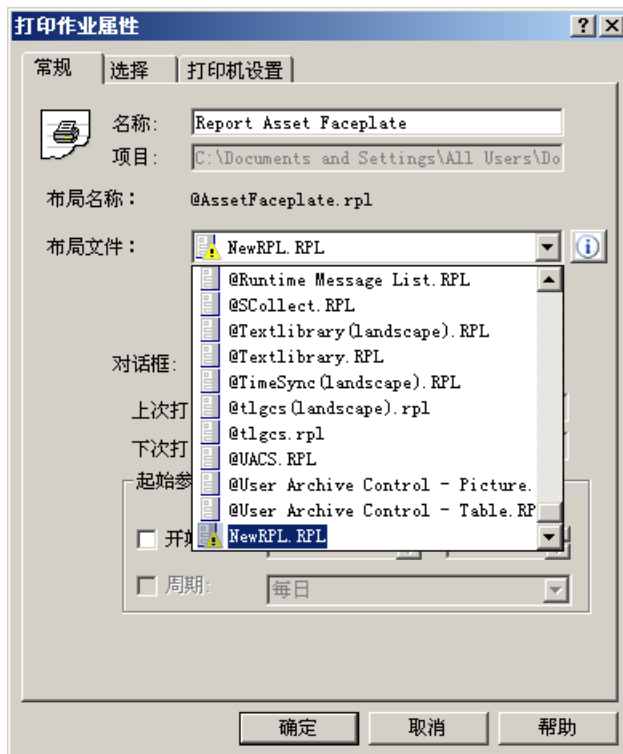 打印作业属性
常规 选择 打印机设置
名称: Report Asset Faceplate
项目: C:\Documents and Settings\All Users\Do
布局名称： @AssetFaceplate.rpl
布局文件： NewRPL.RPL
@Runtime Message List.RPL
@SCollect.RPL
@Textlibrary(landscape).RPL
@Textlibrary.RPL
对话框:
@TimeSync(landscape).RPL
@tlgcs(landscape).rpl
上次打
@tlgcs.rpl
@UACS.RPL
下次打
@User Archive Control - Picture.
起始参
@User Archive Control - Table.RP
NewRPL.RPL
开始
周期: 每日
确定 取消 帮助